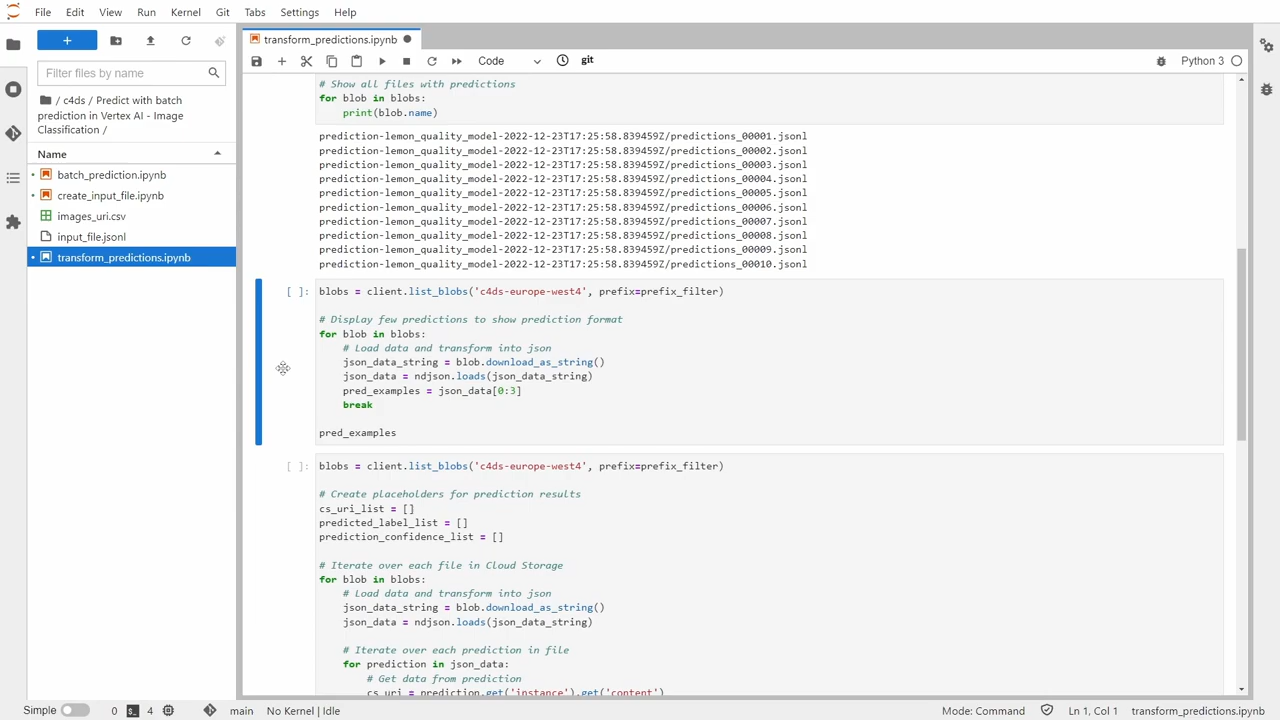 File Edit View Run Kernel Git Tabs Settings Help
+
Filter files by name
/ c4ds / Predict with batch
prediction in Vertex AI - Image
Classification /
Name
batch_prediction.ipynb
create_input_file.ipynb
images_uri.csv
input_file.jsonl
transform_predictions.ipynb
transform_predictions.ipynb
Code
git
Python 3
# Show all files with predictions
for blob in blobs:
    print(blob.name)
prediction-lemon_quality_model-2022-12-23T17:25:58.839459Z/predictions_00001.jsonl
prediction-lemon_quality_model-2022-12-23T17:25:58.839459Z/predictions_00002.jsonl
prediction-lemon_quality_model-2022-12-23T17:25:58.839459Z/predictions_00003.jsonl
prediction-lemon_quality_model-2022-12-23T17:25:58.839459Z/predictions_00004.jsonl
prediction-lemon_quality_model-2022-12-23T17:25:58.839459Z/predictions_00005.jsonl
prediction-lemon_quality_model-2022-12-23T17:25:58.839459Z/predictions_00006.jsonl
prediction-lemon_quality_model-2022-12-23T17:25:58.839459Z/predictions_00007.jsonl
prediction-lemon_quality_model-2022-12-23T17:25:58.839459Z/predictions_00008.jsonl
prediction-lemon_quality_model-2022-12-23T17:25:58.839459Z/predictions_00009.jsonl
prediction-lemon_quality_model-2022-12-23T17:25:58.839459Z/predictions_00010.jsonl
[ ]: blobs = client.list_blobs('c4ds-europe-west4', prefix=prefix_filter)
# Display few predictions to show prediction format
for blob in blobs:
    # Load data and transform into json
    json_data_string = blob.download_as_string()
    json_data = ndjson.loads(json_data_string)
    pred_examples = json_data[0:3]
    break
pred_examples
[ ]: blobs = client.list_blobs('c4ds-europe-west4', prefix=prefix_filter)
# Create placeholders for prediction results
cs_uri_list = []
predicted_label_list = []
prediction_confidence_list = []
# Iterate over each file in Cloud Storage
for blob in blobs:
    # Load data and transform into json
    json_data_string = blob.download_as_string()
    json_data = ndjson.loads(json_data_string)
    # Iterate over each prediction in file
    for prediction in json_data:
        # Get data from prediction
        cs_uri = prediction.get('instance').get('content')
Simple 0 4 main No Kernel | Idle Mode: Command Ln 1, Col 1 transform_predictions.ipynb